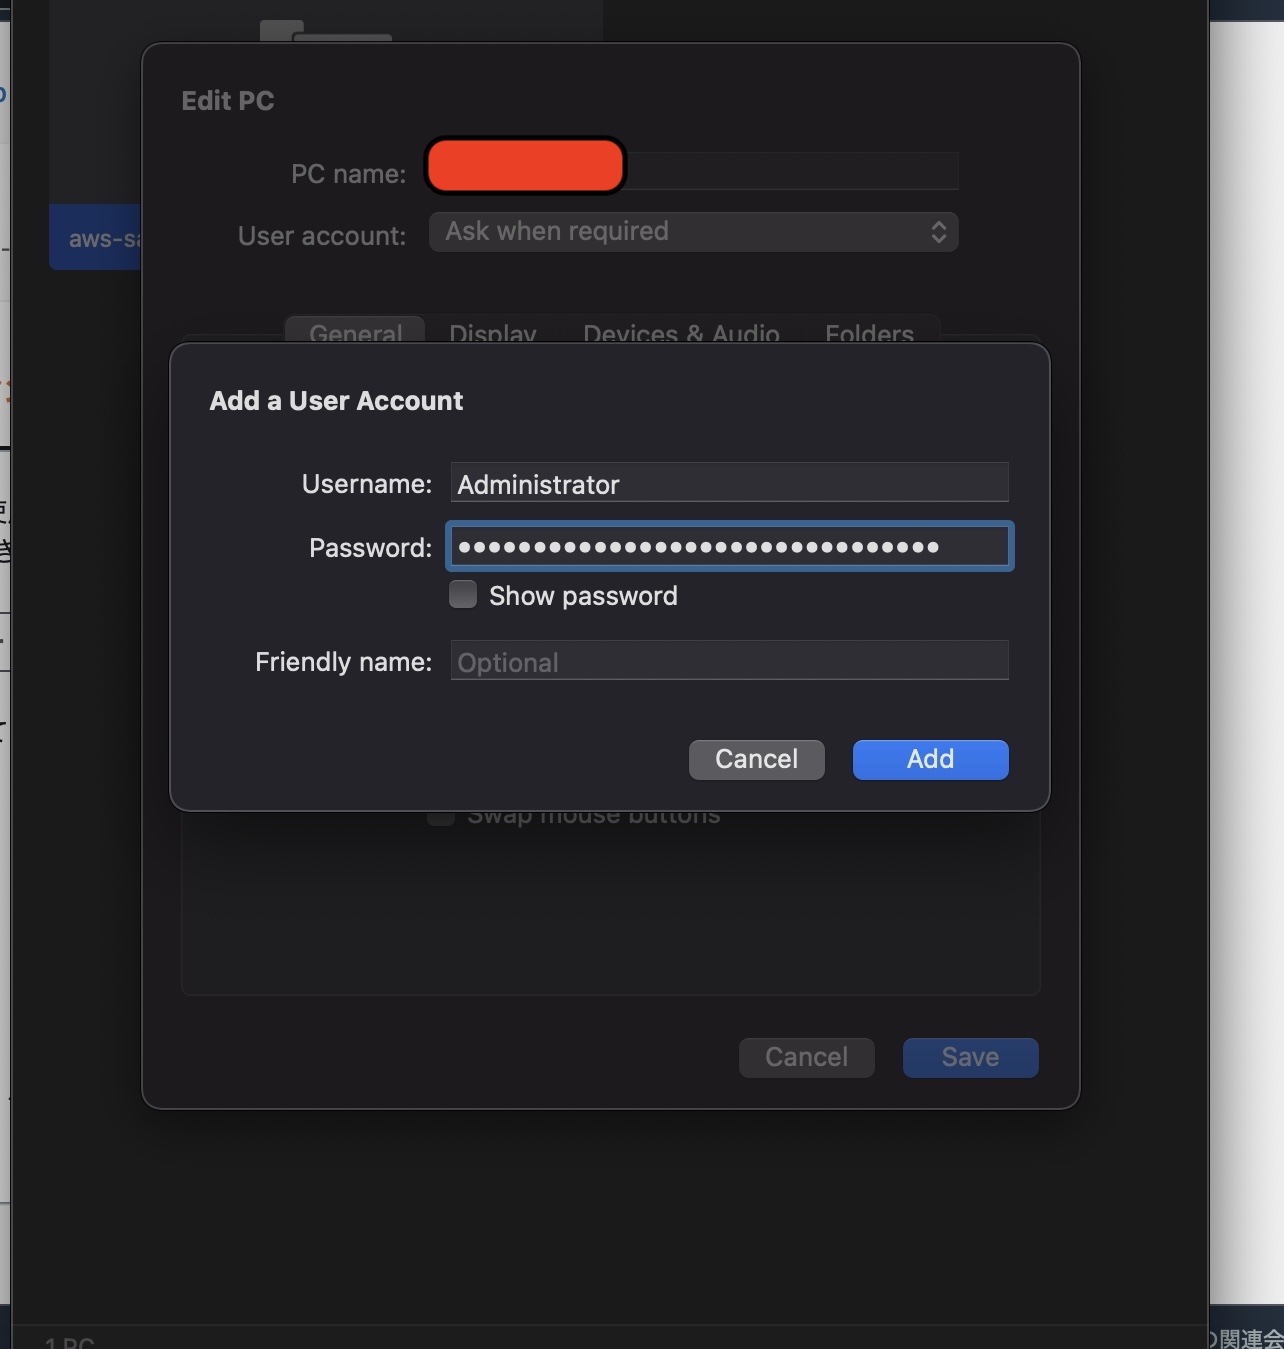 Edit PC
PC name:
User account: Ask when required
aws-sa
General Display Devices & Audio Folders
Add a User Account
Username: Administrator
Password: ••••••••••••••••••••••••••••••••
Show password
Friendly name: Optional
Cancel Add
Swap mouse buttons
Cancel Save
1 PC
の関連会